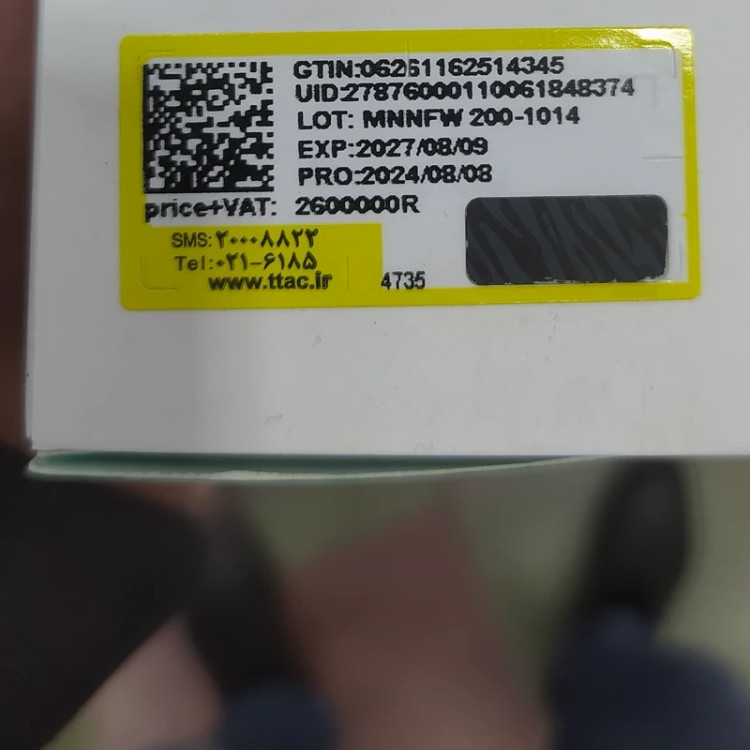 GTIN:06261162514345
UID:27876000110061848374
LOT: MNNFW 200-1014
EXP:2027/08/09
PRO:2024/08/08
price+VAT: 2600000R
SMS:۲۰۰۰۸۸۲۲
Tel:۰۲۱-۶۱۸۵
www.ttac.ir
4735